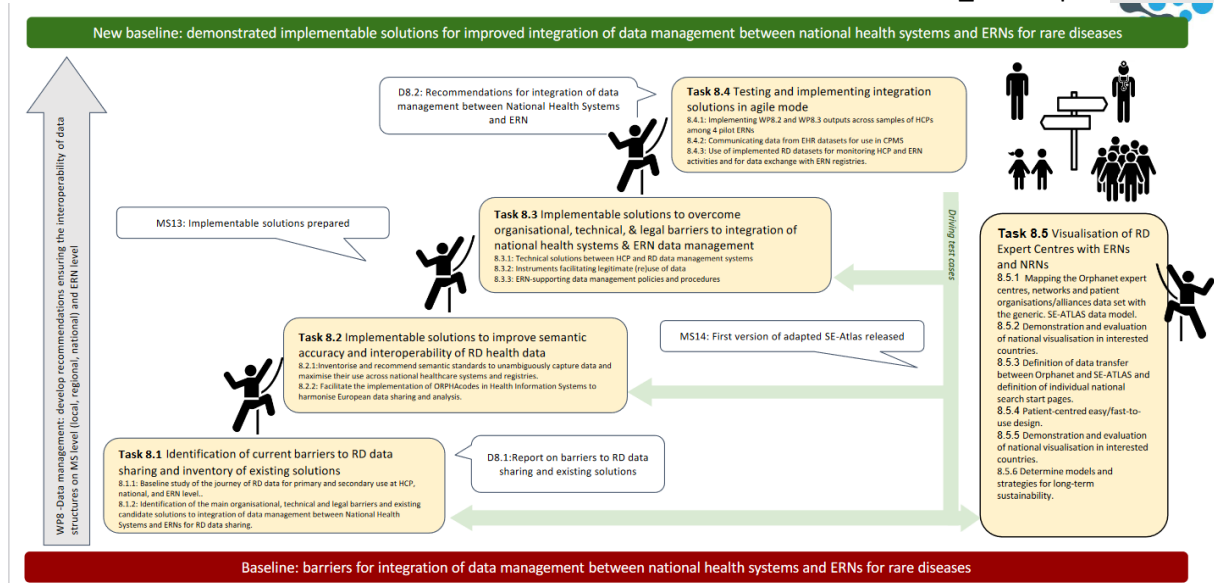 New baseline: demonstrated implementable solutions for improved integration of data management between national health systems and ERNs for rare diseases
WP8 -Data management: develop recommendations ensuring the interoperability of data
structures on MS level (local, regional, national) and ERN level
D8.2: Recommendations for integration of data
management between National Health Systems
and ERN
Task 8.4 Testing and implementing integration
solutions in agile mode
8.4.1: Implementing WP8.2 and WP8.3 outputs across samples of HCPs
among 4 pilot ERNs
8.4.2: Communicating data from EHR datasets for use in CPMS
8.4.3: Use of implemented RD datasets for monitoring HCP and ERN
activities and for data exchange with ERN registries.
MS13: Implementable solutions prepared
Task 8.3 Implementable solutions to overcome
organisational, technical, & legal barriers to integration of
national health systems & ERN data management
8.3.1: Technical solutions between HCP and RD data management systems
8.3.2: Instruments facilitating legitimate (re)use of data
8.3.3: ERN-supporting data management policies and procedures
Driving test cases
Task 8.2 Implementable solutions to improve semantic
accuracy and interoperability of RD health data
8.2.1:Inventorise and recommend semantic standards to unambiguously capture data and
maximise their use across national healthcare systems and registries.
8.2.2: Facilitate the implementation of ORPHAcodes in Health Information Systems to
harmonise European data sharing and analysis.
MS14: First version of adapted SE-Atlas released
Task 8.1 Identification of current barriers to RD data
sharing and inventory of existing solutions
8.1.1: Baseline study of the journey of RD data for primary and secondary use at HCP,
national, and ERN level..
8.1.2: Identification of the main organisational, technical and legal barriers and existing
candidate solutions to integration of data management between National Health
Systems and ERNs for RD data sharing.
D8.1:Report on barriers to RD data
sharing and existing solutions
Task 8.5 Visualisation of RD
Expert Centres with ERNs
and NRNs
8.5.1 Mapping the Orphanet expert
centres, networks and patient
organisations/alliances data set with
the generic. SE-ATLAS data model.
8.5.2 Demonstration and evaluation
of national visualisation in interested
countries.
8.5.3 Definition of data transfer
between Orphanet and SE-ATLAS and
definition of individual national
search start pages.
8.5.4 Patient-centred easy/fast-to-
use design.
8.5.5 Demonstration and evaluation
of national visualisation in interested
countries.
8.5.6 Determine models and
strategies for long-term
sustainability.
Baseline: barriers for integration of data management between national health systems and ERNs for rare diseases